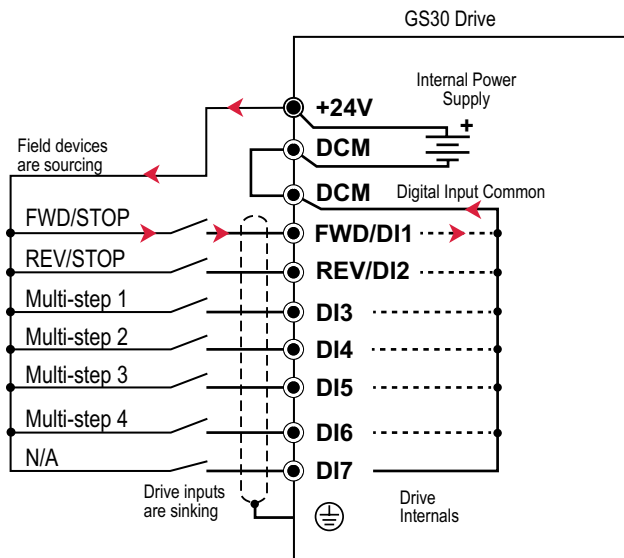 GS30 Drive
Internal Power
Supply
+
+24V
DCM
Field devices
are sourcing
DCM
Digital Input Common
FWD/STOP
FWD/DI1
REV/STOP
REV/DI2
Multi-step 1
DI3
Multi-step 2
DI4
Multi-step 3
DI5
Multi-step 4
DI6
N/A
DI7
Drive inputs
are sinking
Drive
Internals